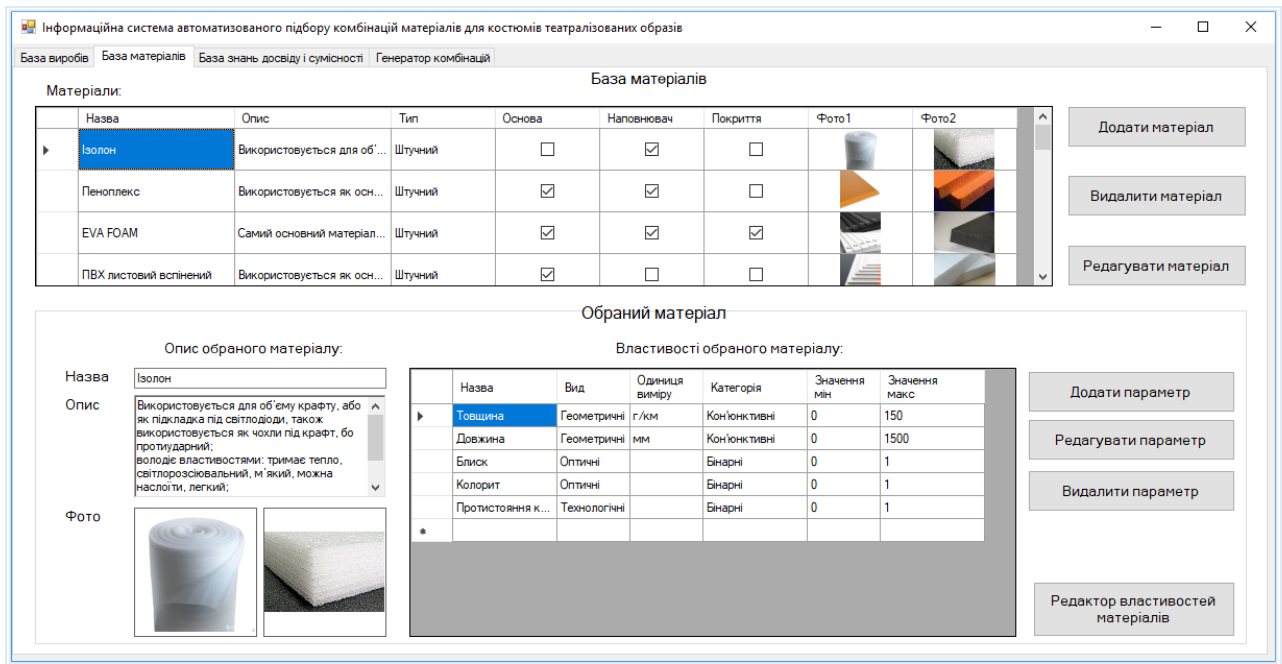 Інформаційна система автоматизованого підбору комбінацій матеріалів для костюмів театралізованих образів
База виробів База матеріалів База знань досвіду і сумісності Генератор комбінацій
База матеріалів
Матеріали:
Назва Опис Тип Основа Наповнювач Покриття Фото1 Фото2
Ізолон Використовується для об'... Штучний
Пеноплекс Використовується як осн... Штучний
EVA FOAM Самий основний матеріал... Штучний
ПВХ листовий вспінений Використовується як осн... Штучний
Додати матеріал
Видалити матеріал
Редагувати матеріал
Обраний матеріал
Опис обраного матеріалу:
Назва Ізолон
Опис Використовується для об'єму крафту, або
як підкладка під світлодіоди, також
використовується як чохли під крафт, бо
протиударний;
володіє властивостями: тримає тепло,
світлорозсіювальний, м'який, можна
наслоїти, легкий;
Фото
Властивості обраного матеріалу:
Назва Вид Одиниця виміру Категорія Значення мін Значення макс
Товщина Геометричні г/км Кон'юнктивні 0 150
Довжина Геометричні мм Кон'юнктивні 0 1500
Блиск Оптичні Бінарні 0 1
Колорит Оптичні Бінарні 0 1
Протистояння к... Технологічні Бінарні 0 1
Додати параметр
Редагувати параметр
Видалити параметр
Редактор властивостей
матеріалів